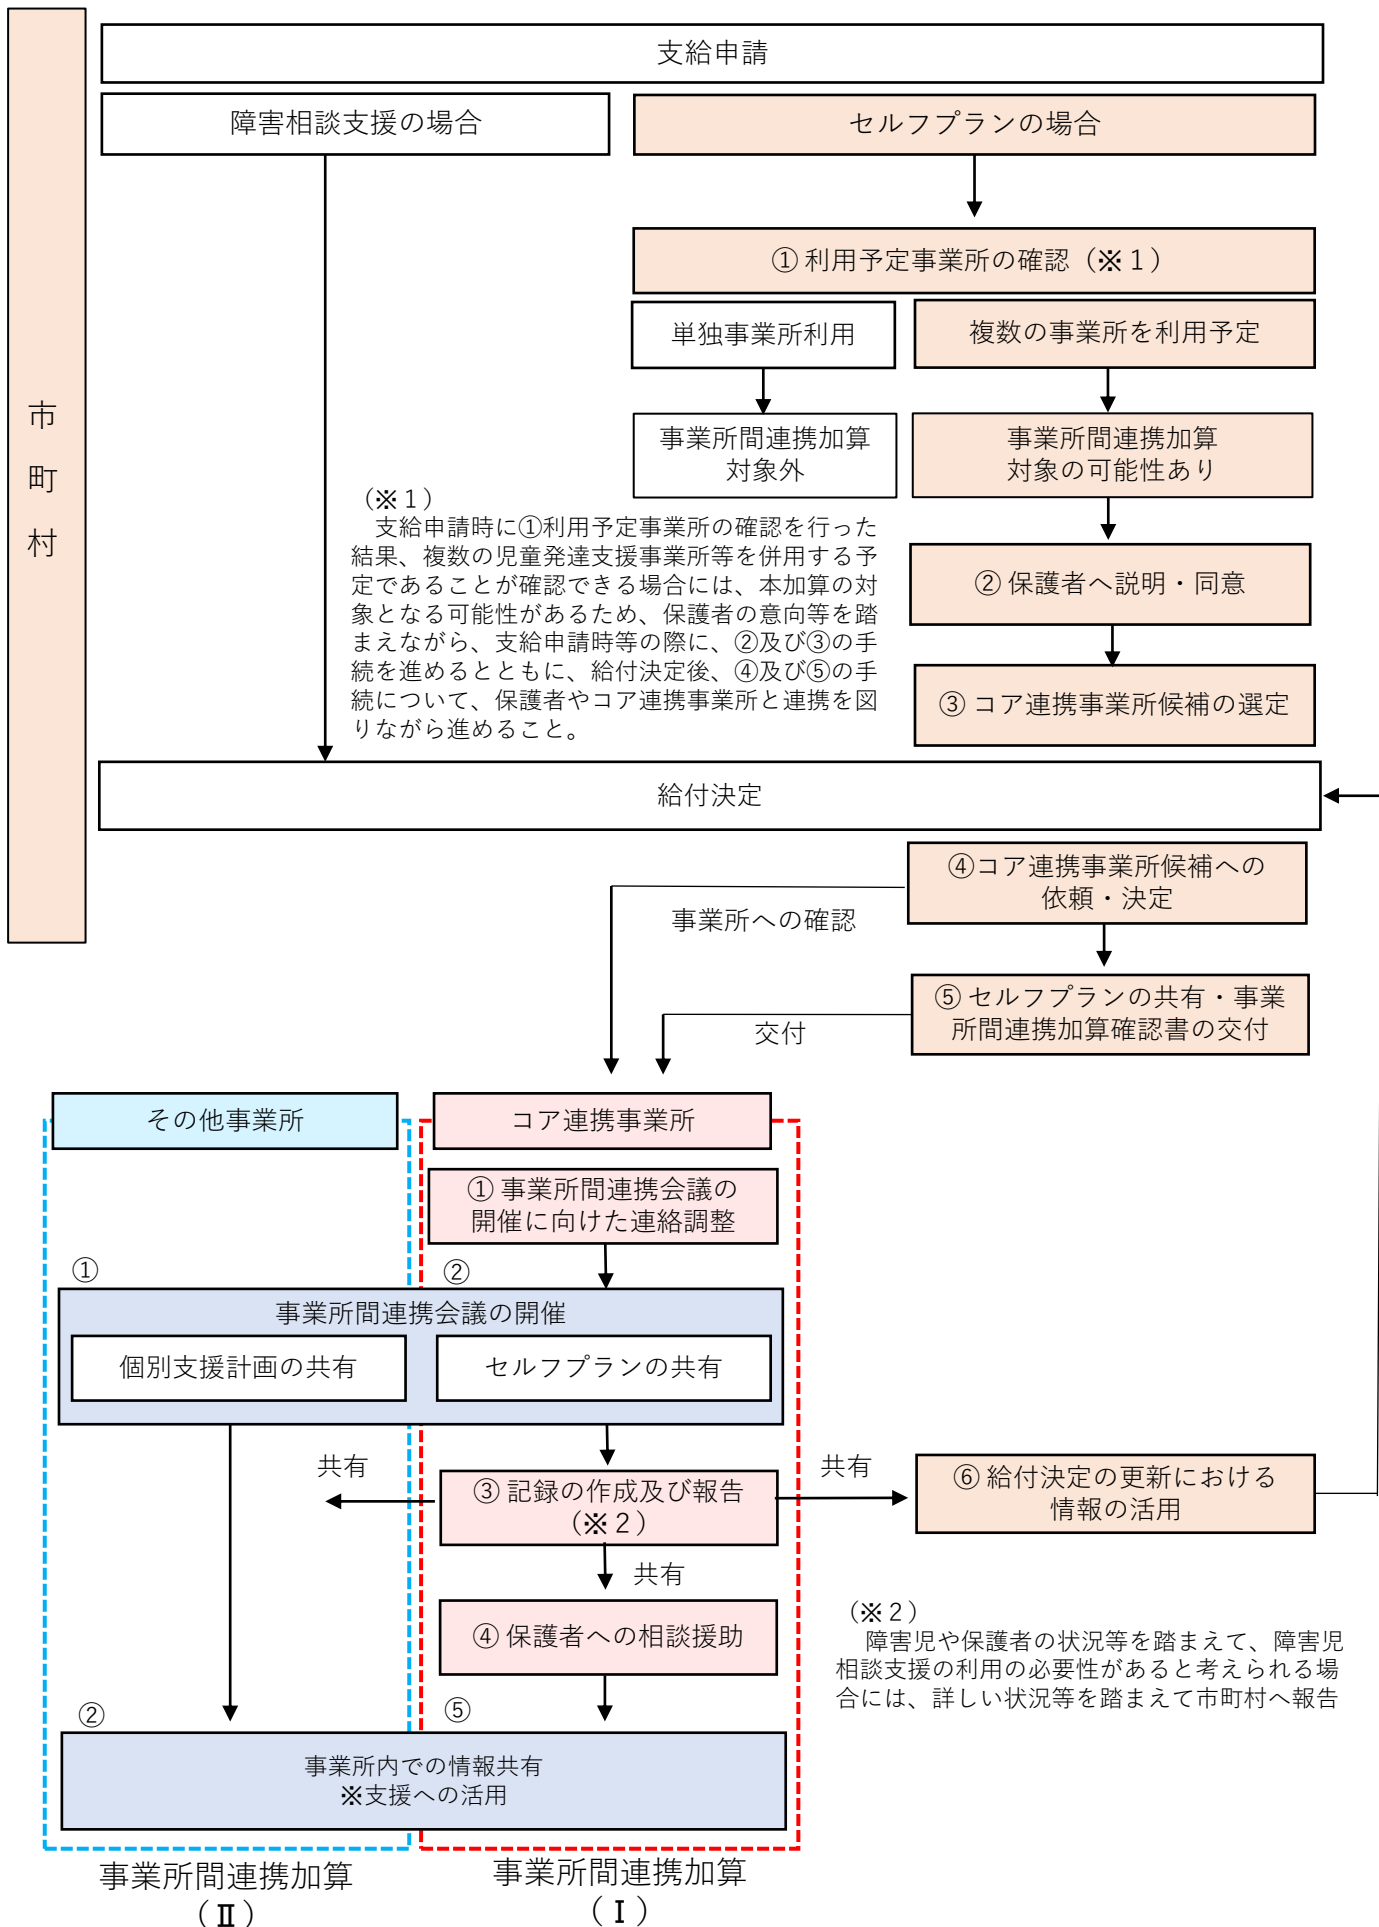 市町村
支給申請
障害相談支援の場合
セルフプランの場合
① 利用予定事業所の確認（※１）
単独事業所利用
複数の事業所を利用予定
事業所間連携加算
対象外
事業所間連携加算
対象の可能性あり
（※１）
支給申請時に①利用予定事業所の確認を行った
結果、複数の児童発達支援事業所等を併用する予
定であることが確認できる場合には、本加算の対
象となる可能性があるため、保護者の意向等を踏
まえながら、支給申請時等の際に、②及び③の手
続を進めるとともに、給付決定後、④及び⑤の手
続について、保護者やコア連携事業所と連携を図
りながら進めること。
② 保護者へ説明・同意
③ コア連携事業所候補の選定
給付決定
④コア連携事業所候補への
依頼・決定
事業所への確認
⑤ セルフプランの共有・事業
所間連携加算確認書の交付
交付
その他事業所
コア連携事業所
① 事業所間連携会議の
開催に向けた連絡調整
①
②
事業所間連携会議の開催
個別支援計画の共有
セルフプランの共有
共有
③ 記録の作成及び報告
（※２）
共有
⑥ 給付決定の更新における
情報の活用
共有
④ 保護者への相談援助
（※２）
障害児や保護者の状況等を踏まえて、障害児
相談支援の利用の必要性があると考えられる場
合には、詳しい状況等を踏まえて市町村へ報告
②
⑤
事業所内での情報共有
※支援への活用
事業所間連携加算
（Ⅱ）
事業所間連携加算
（Ⅰ）